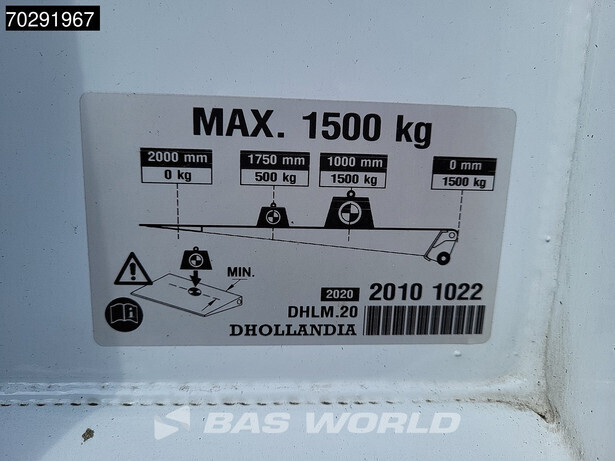 70291967
MAX. 1500 kg
2000 mm 1750 mm 1000 mm 0 mm
0 kg 500 kg 1500 kg 1500 kg
MIN.
2020 2010 1022
DHLM.20
DHOLLANDIA
BAS WORLD